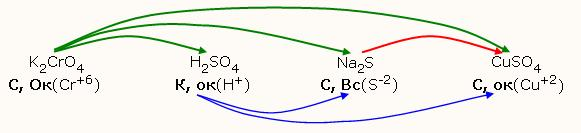 K₂CrO₄ H₂SO₄ Na₂S CuSO₄
С, Ок(Cr⁺⁶) К, ок(H⁺) С, Вс(S⁻²) С, ок(Cu⁺²)